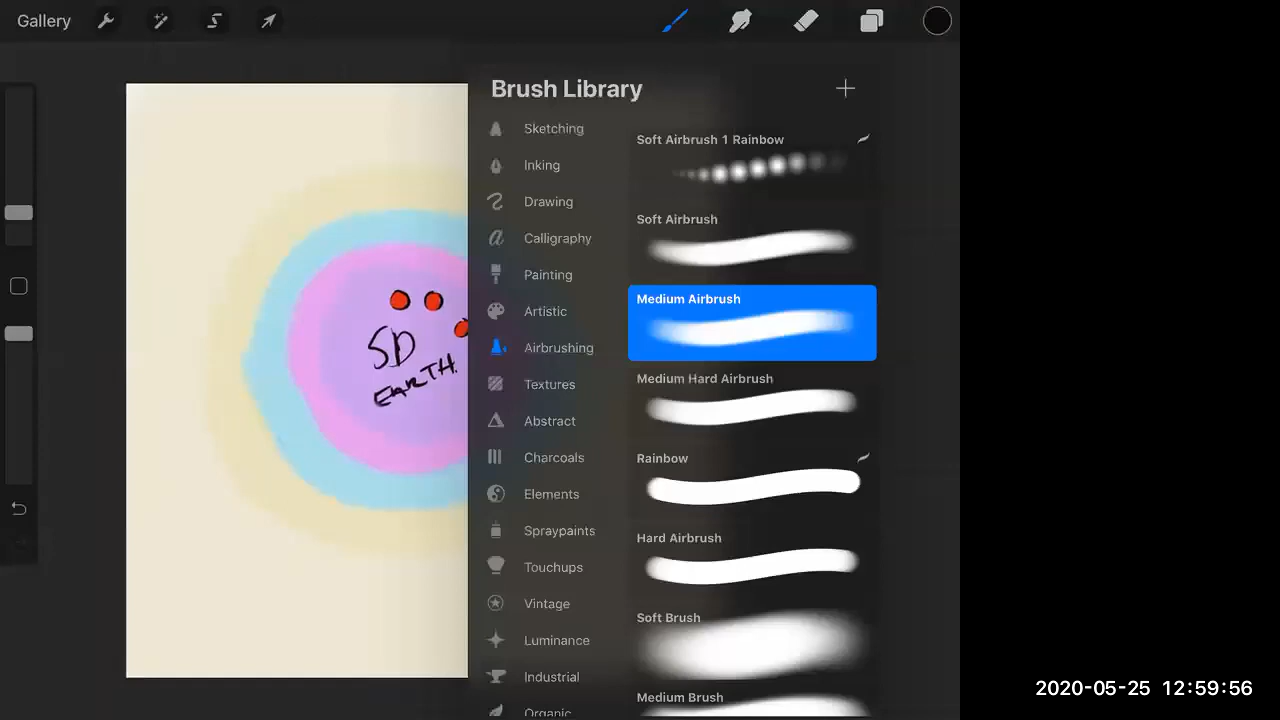 Gallery
Brush Library
Sketching
Inking
Drawing
Calligraphy
Painting
Artistic
Airbrushing
Textures
Abstract
Charcoals
Elements
Spraypaints
Touchups
Vintage
Luminance
Industrial
Organic
Soft Airbrush 1 Rainbow
Soft Airbrush
Medium Airbrush
Medium Hard Airbrush
Rainbow
Hard Airbrush
Soft Brush
Medium Brush
SD
EarTH.
2020-05-25 12:59:56